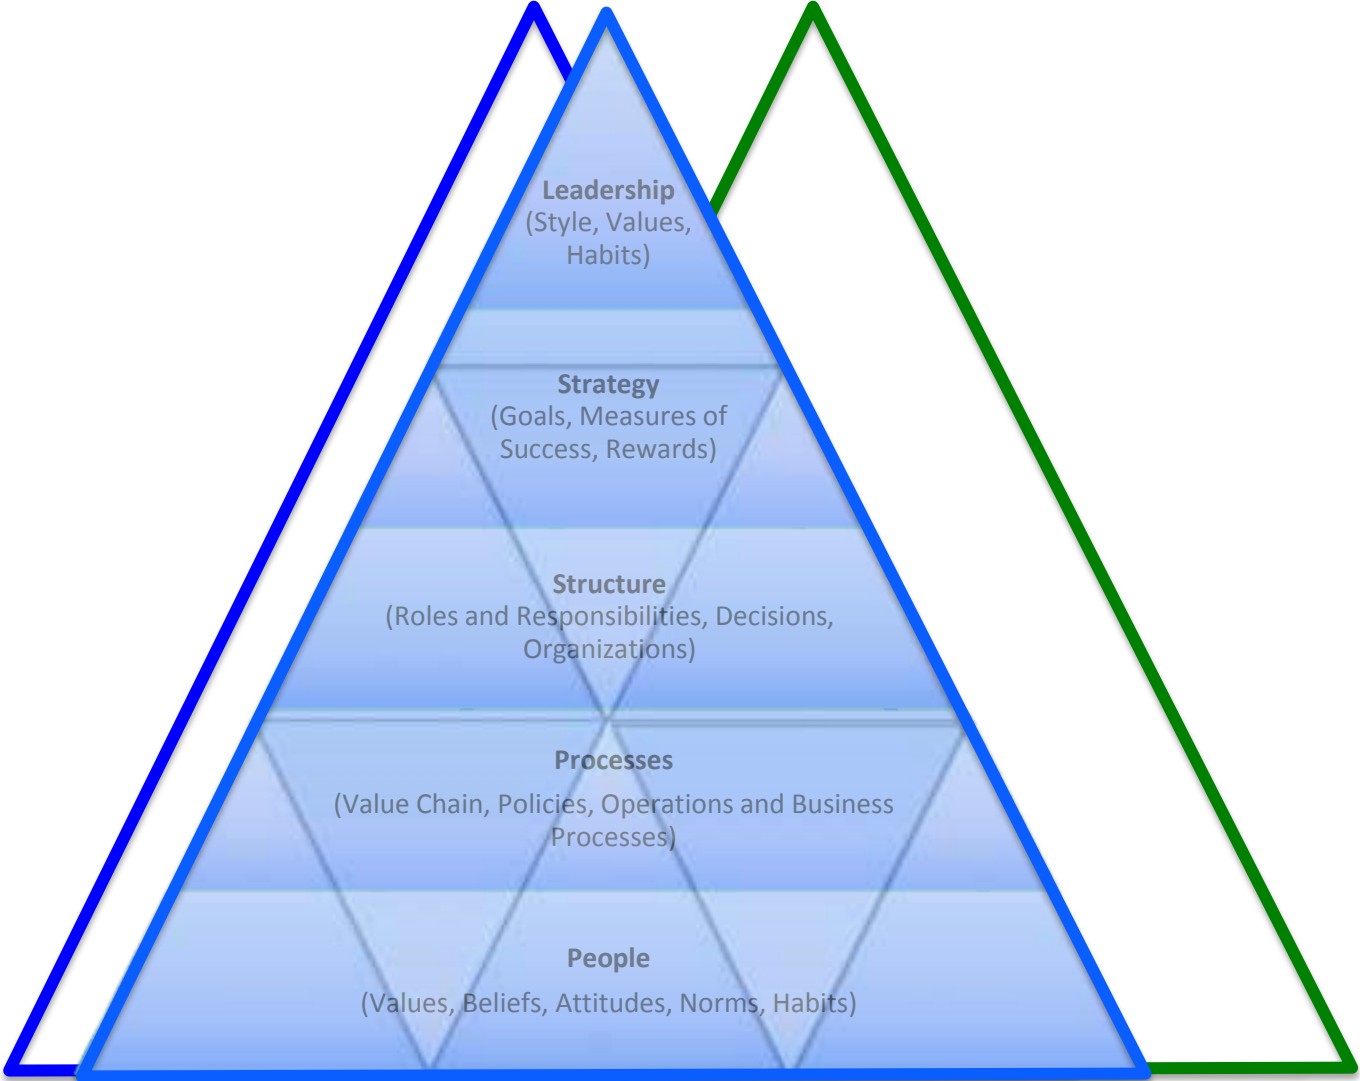 Leadership
(Style, Values,
Habits)
Strategy
(Goals, Measures of
Success, Rewards)
Structure
(Roles and Responsibilities, Decisions,
Organizations)
Processes
(Value Chain, Policies, Operations and Business
Processes)
People
(Values, Beliefs, Attitudes, Norms, Habits)